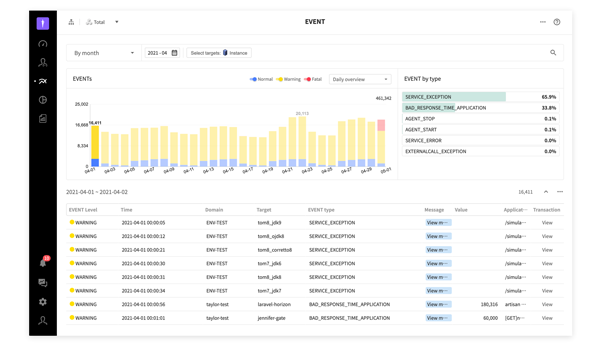 Total
EVENT
By month
2021 - 04
Select targets: Instance
EVENTs
Normal
Warning
Fatal
Daily overview
461,342
25,002
16,668
8,334
0
16,411
20,712
04-01
04-03
04-05
04-07
04-09
04-11
04-13
04-15
04-17
04-19
04-21
04-23
04-25
04-27
04-29
05-01
EVENT by type
SERVICE_EXCEPTION 65.9%
BAD_RESPONSE_TIME_APPLICATION 33.8%
AGENT_STOP 0.1%
AGENT_START 0.1%
SERVICE_ERROR 0.0%
EXTERNALCALL_EXCEPTION 0.0%
2021-04-01 ~ 2021-04-02 16,411
EVENT Level Time Domain Target EVENT type Message Value Applicat··· Transaction
WARNING 2021-04-01 00:00:05 ENV-TEST tom8_jdk9 SERVICE_EXCEPTION View m··· /simula··· View
WARNING 2021-04-01 00:00:12 ENV-TEST tom8_ojdk8 SERVICE_EXCEPTION View m··· /simula··· View
WARNING 2021-04-01 00:00:21 ENV-TEST tom8_corretto8 SERVICE_EXCEPTION View m··· /simula··· View
WARNING 2021-04-01 00:00:30 ENV-TEST tom7_jdk6 SERVICE_EXCEPTION View m··· /simula··· View
WARNING 2021-04-01 00:00:31 ENV-TEST tom8_jdk8 SERVICE_EXCEPTION View m··· /simula··· View
WARNING 2021-04-01 00:00:34 ENV-TEST tom7_jdk7 SERVICE_EXCEPTION View m··· /simula··· View
WARNING 2021-04-01 00:00:56 taylor-test laravel-horizon BAD_RESPONSE_TIME_APPLICATION View m··· 180,316 artisan ··· View
WARNING 2021-04-01 00:01:01 taylor-test jennifer-gate BAD_RESPONSE_TIME_APPLICATION View m··· 60,000 [GET]n··· View